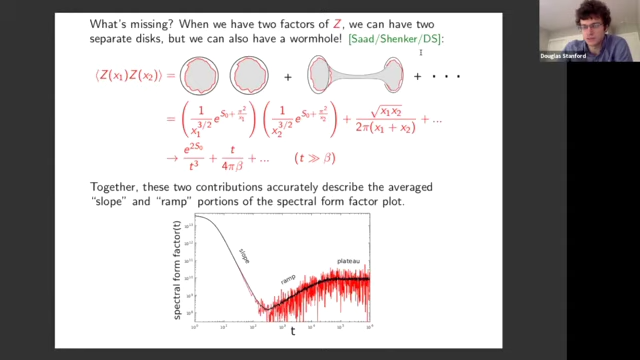 What's missing? When we have two factors of Z, we can have two
separate disks, but we can also have a wormhole! [Saad/Shenker/DS]:
⟨Z(x₁)Z(x₂)⟩ = + + · · ·
= (1/x₁^{3/2} e^{S₀+π²/x₁}) (1/x₂^{3/2} e^{S₀+π²/x₂}) + √(x₁x₂)/(2π(x₁+x₂)) + ...
→ e^{2S₀}/t³ + t/(4πβ) + ... (t ≫ β)
Together, these two contributions accurately describe the averaged
"slope" and "ramp" portions of the spectral form factor plot.
spectral form factor(t)
slope
ramp
plateau
t
Douglas Stanford